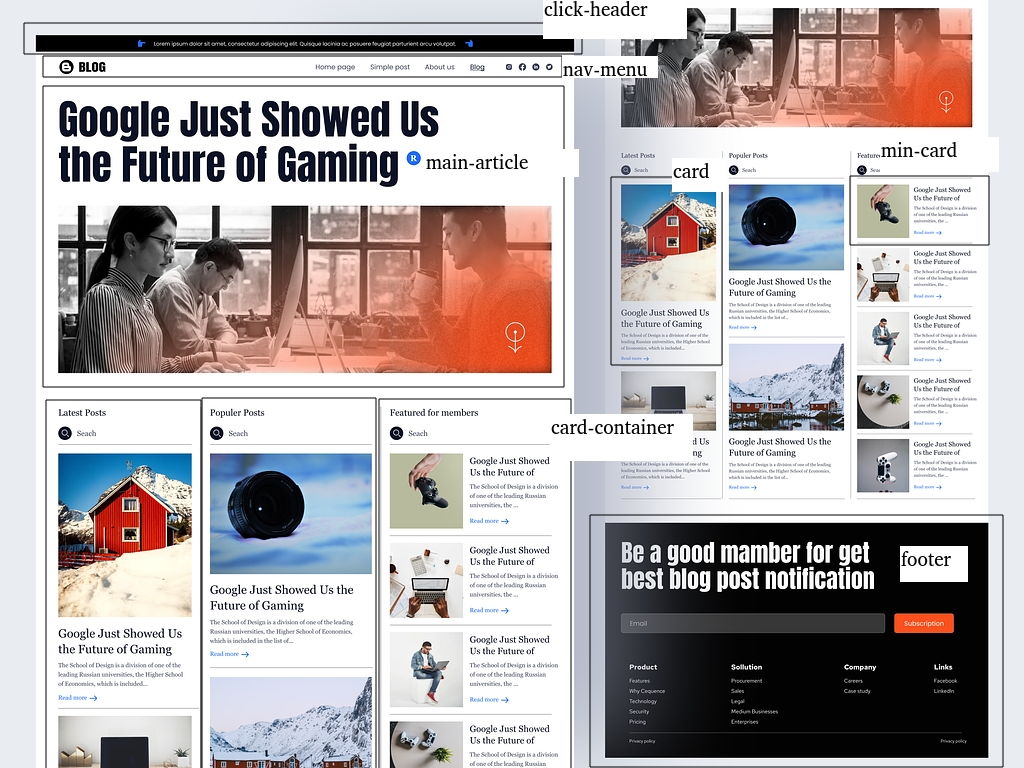 click-header
Lorem ipsum dolor sit amet, consectetur adipiscing elit. Quisque lacinia ac posuere feugiat parturient arcu volutpat.
BLOG
Home page Simple post About us Blog
nav-menu
Google Just Showed Us
the Future of Gaming
R
main-article
Latest Posts
Seach
Google Just Showed Us
the Future of Gaming
The School of Design is a division of one of the
leading Russian universities, the Higher School
of Economics, which is included...
Read more
Populer Posts
Seach
Google Just Showed Us the
Future of Gaming
The School of Design is a division of one of the leading
Russian universities, the Higher School of Economics,
which is included in the list of...
Read more
Featured for members
Seach
Google Just Showed
Us the Future of
The School of Design is a division
of one of the leading Russian
universities, the ...
Read more
Google Just Showed
Us the Future of
The School of Design is a division
of one of the leading Russian
universities, the ...
Read more
Google Just Showed
Us the Future of
The School of Design is a division
of one of the leading Russian
universities, the ...
Read more
Google Just Showed
Us the Future of
The School of Design is a division
of one of the leading Russian
card-container
Latest Posts
Seach
card
Google Just Showed Us
the Future of Gaming
The School of Design is a division of one of the
leading Russian universities, the Higher School
of Economics, which is included...
Read more
Us
ng
of Economics, which is included...
Read more
Populer Posts
Seach
Google Just Showed Us the
Future of Gaming
The School of Design is a division of one of the leading
Russian universities, the Higher School of Economics,
which is included in the list of...
Read more
Google Just Showed Us the
Future of Gaming
The School of Design is a division of one of the leading
Russian universities, the Higher School of Economics,
which is included in the list of...
Read more
min-card
Feature
Sea
Google Just Showed
Us the Future of
The School of Design is a division
of one of the leading Russian
universities, the ...
Read more
Google Just Showed
Us the Future of
The School of Design is a division
of one of the leading Russian
universities, the ...
Read more
Google Just Showed
Us the Future of
The School of Design is a division
of one of the leading Russian
universities, the ...
Read more
Google Just Showed
Us the Future of
The School of Design is a division
of one of the leading Russian
universities, the ...
Read more
Google Just Showed
Us the Future of
The School of Design is a division
of one of the leading Russian
universities, the ...
Read more
footer
Be a good mamber for get
best blog post notification
Email
Subscription
Product
Features
Why Cequence
Technology
Security
Pricing
Sollution
Procurement
Sales
Legal
Medium Businesses
Enterprises
Company
Careers
Case study
Links
Facebook
LinkedIn
Privacy policy Privacy policy